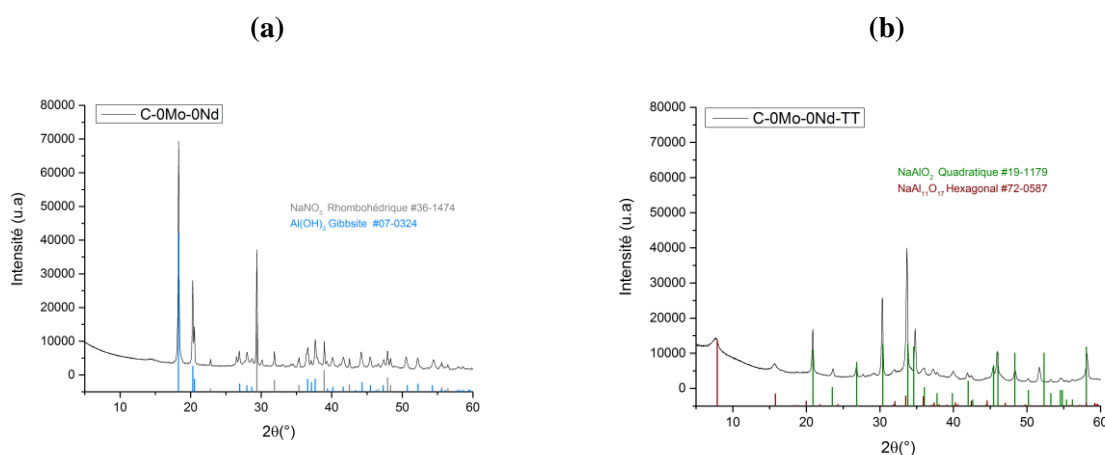 (a)
(b)
C-0Mo-0Nd
NaNO3 Rhombohédrique #36-1474
Al(OH)3 Gibbsite #07-0324
Intensité (u.a)
80000
70000
60000
50000
40000
30000
20000
10000
0
10 20 30 40 50 60
2θ(°)
C-0Mo-0Nd-TT
NaAlO2 Quadratique #19-1179
NaAl11O17 Hexagonal #72-0587
Intensité (u.a)
80000
70000
60000
50000
40000
30000
20000
10000
0
10 20 30 40 50 60
2θ(°)